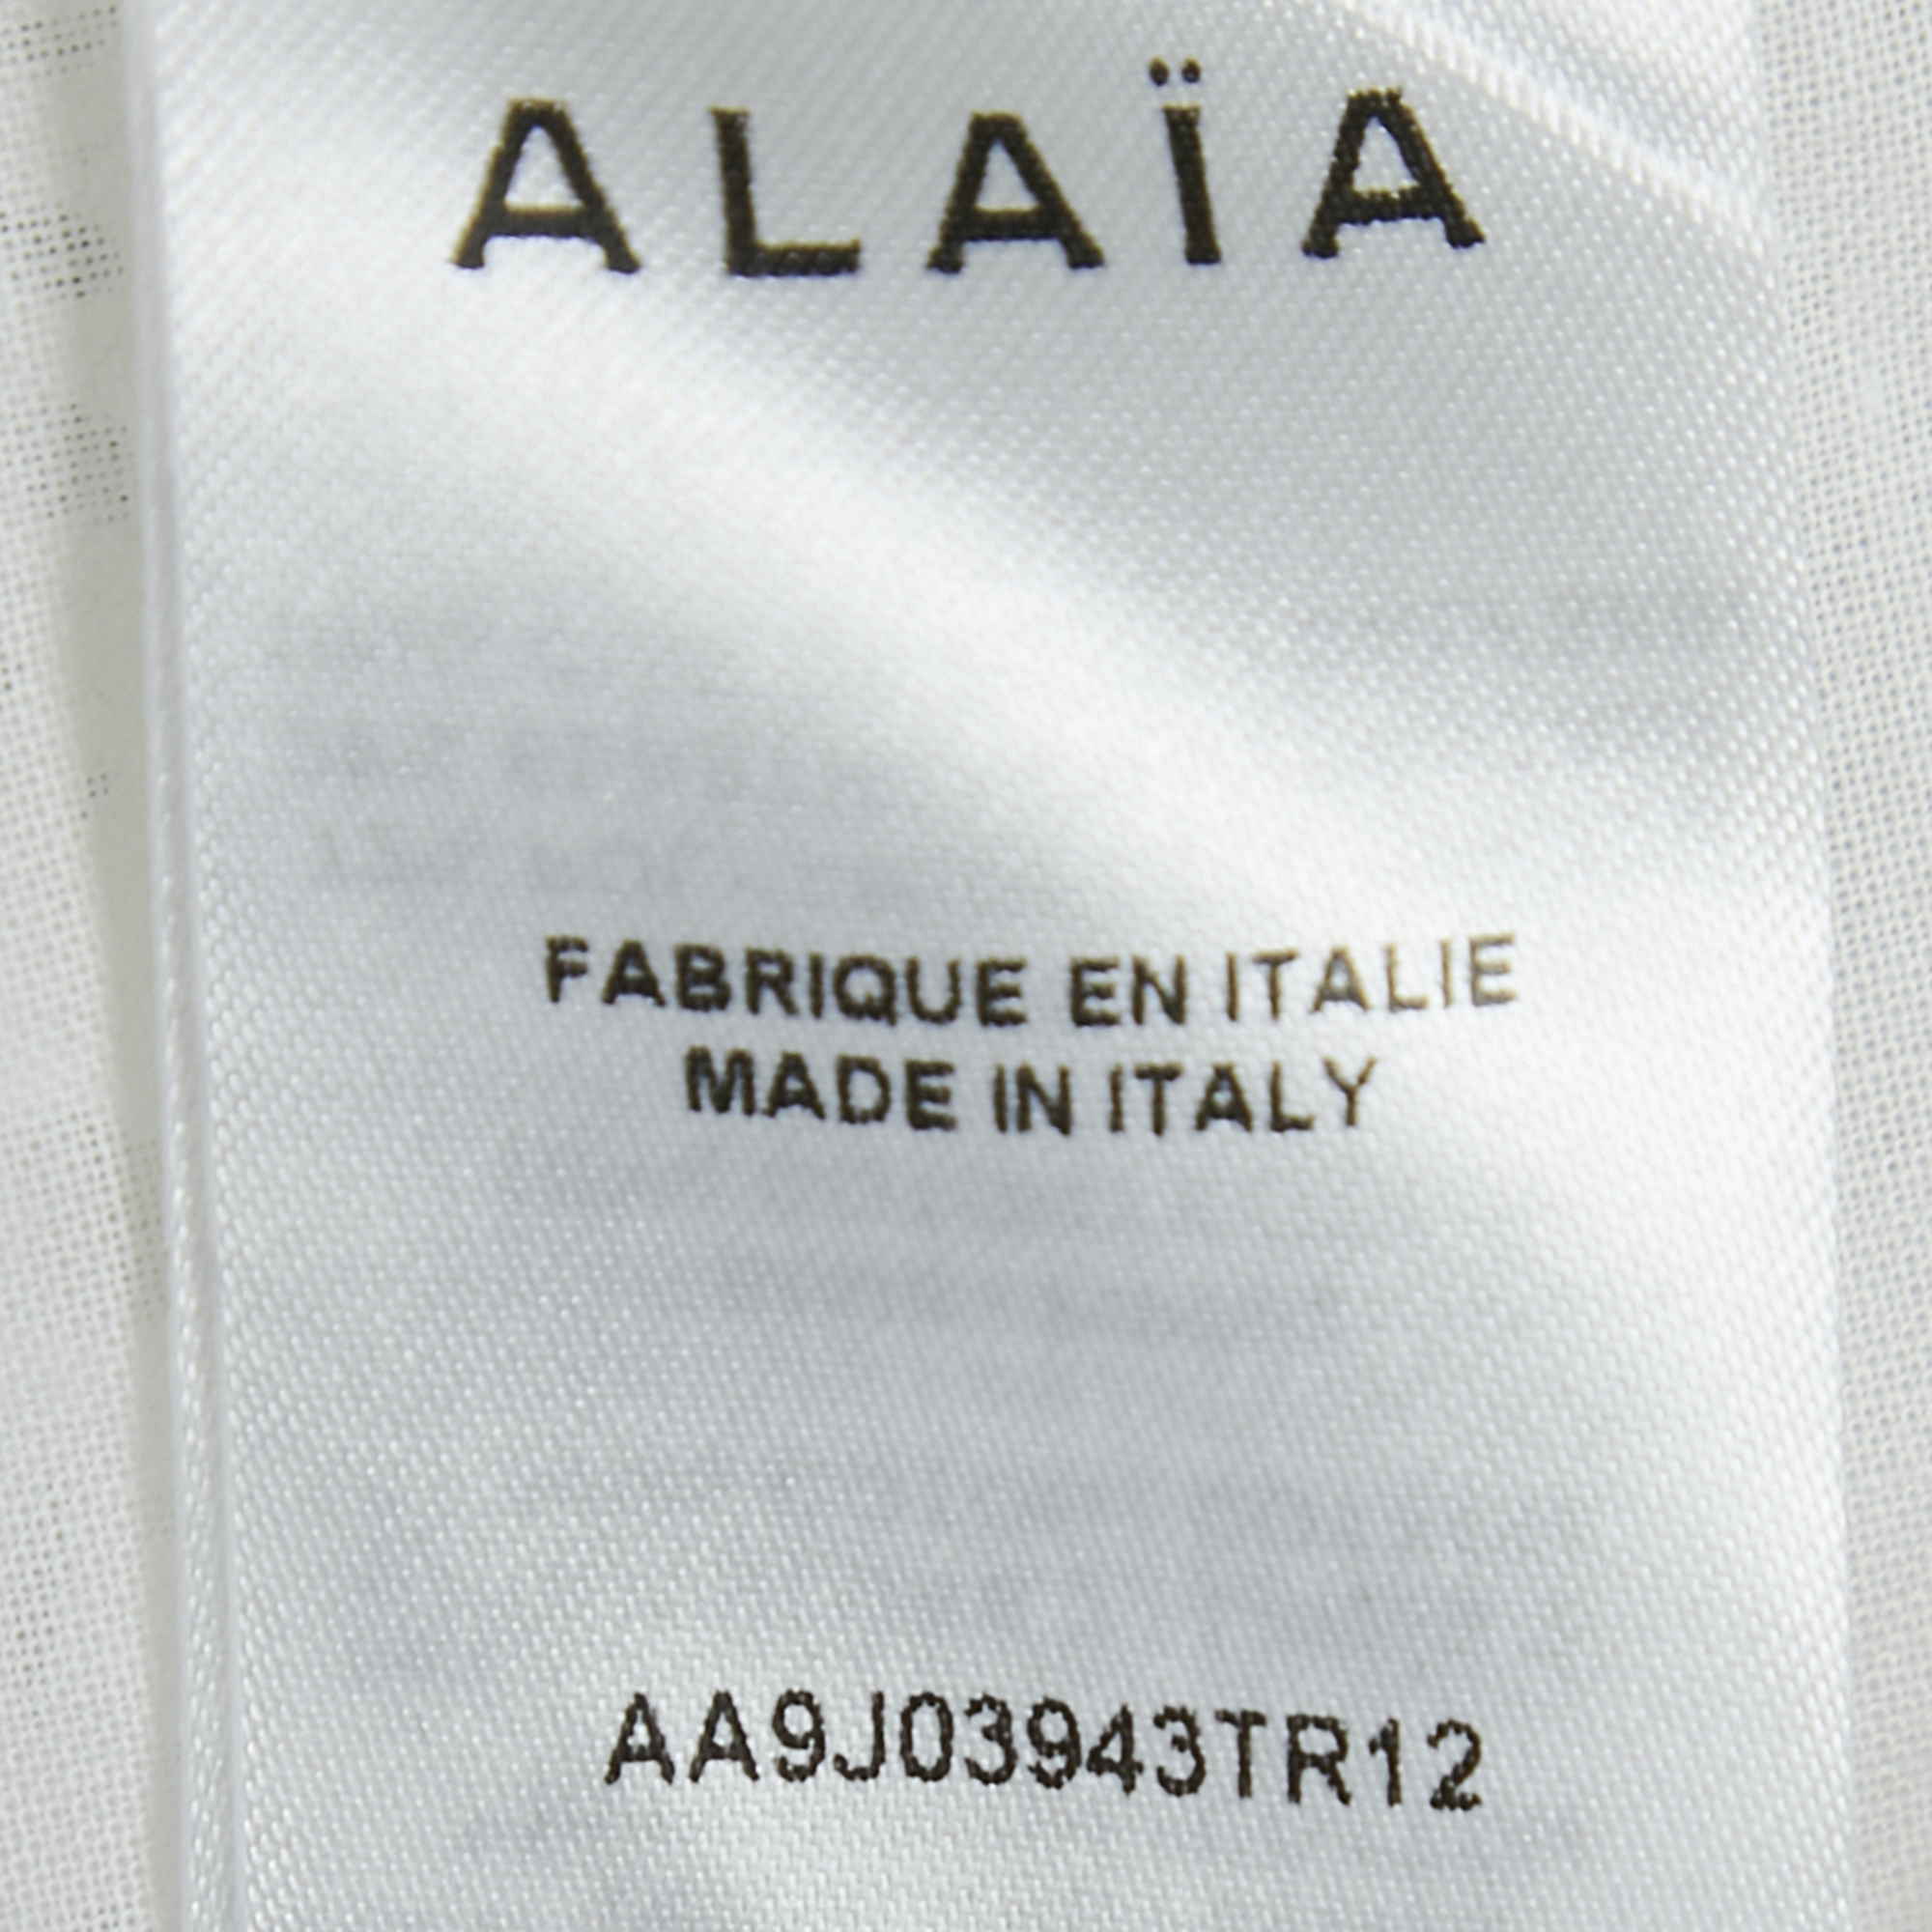 ALAÏA
FABRIQUE EN ITALIE
MADE IN ITALY
AA9J03943TR12